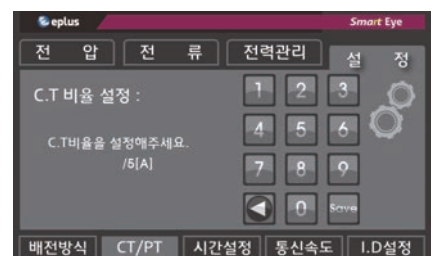 eplus Smart Eye
전 압 전 류 전력관리 설 정
C.T 비율 설정 :
C.T비율을 설정해주세요.
/5[A]
1 2 3
4 5 6
7 8 9
0 Save
배전방식 CT/PT 시간설정 통신속도 I.D설정